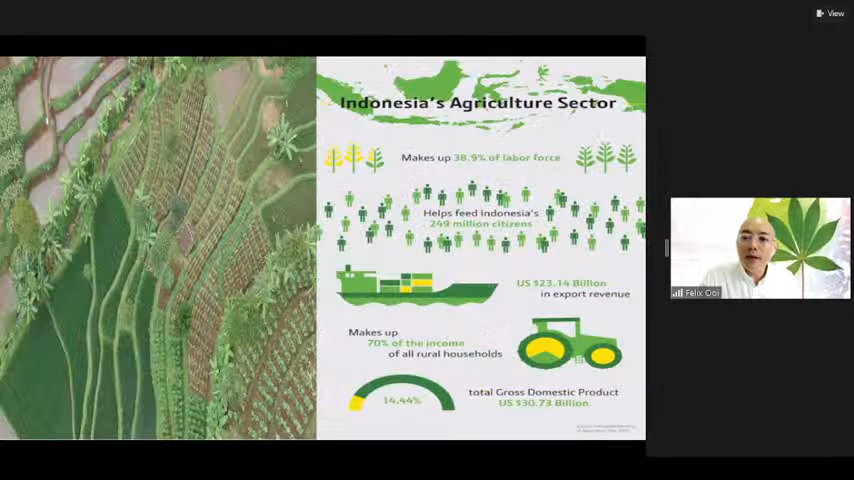 View
Indonesia's Agriculture Sector
Makes up 38.9% of labor force
Helps feed Indonesia's
249 million citizens
US $23.14 Billion
in export revenue
Makes up
70% of the income
of all rural households
14.44%
total Gross Domestic Product
US $30.73 Billion
Felix Ooi